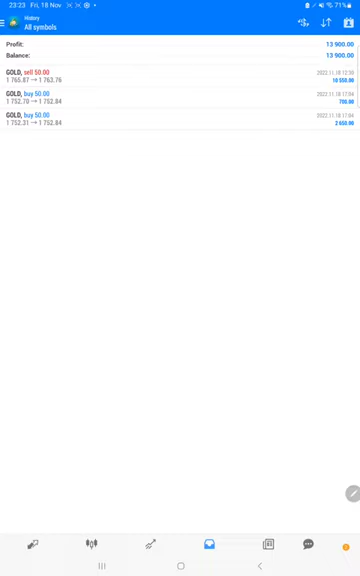 23:23 Fri, 18 Nov 71%
History
All symbols
Profit: 13 900.00
Balance: 13 900.00
GOLD, sell 50.00 2022.11.18 12:30
1 765.87 → 1 763.76 10 550.00
GOLD, buy 50.00 2022.11.18 17:04
1 752.70 → 1 752.84 700.00
GOLD, buy 50.00 2022.11.18 17:04
1 752.31 → 1 752.84 2 650.00